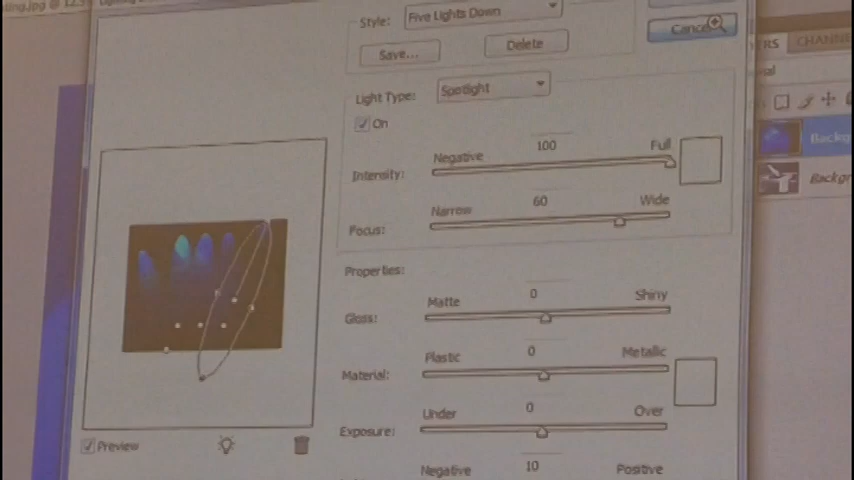 Style: Five Lights Down
Cancel
Save... Delete
Light Type: Spotlight
On
Negative 100 Full
Intensity:
Narrow 60 Wide
Focus:
Properties:
Matte 0 Shiny
Gloss:
Plastic 0 Metallic
Material:
Under 0 Over
Exposure:
Negative 10 Positive
Preview